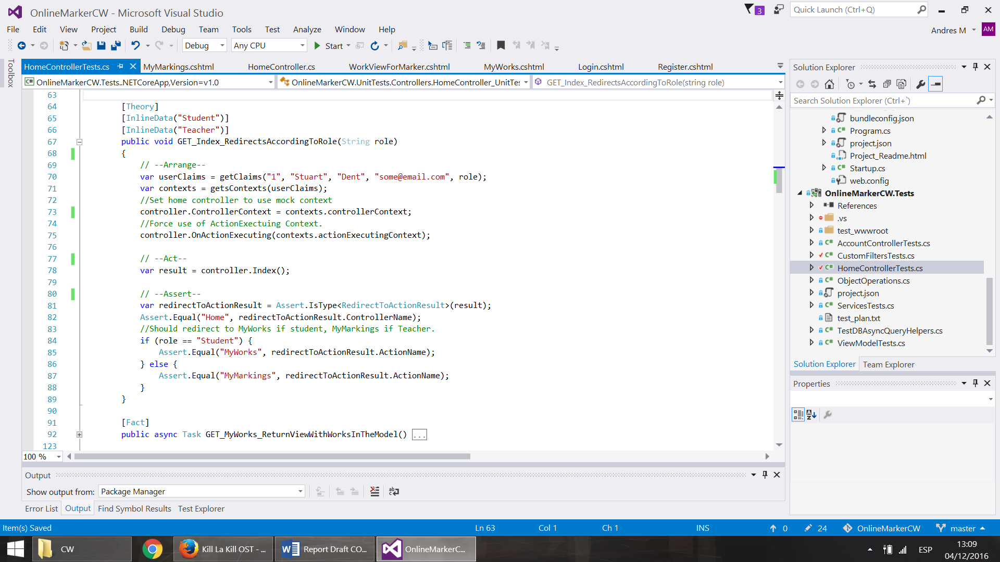 OnlineMarkerCW - Microsoft Visual Studio
3
Quick Launch (Ctrl+Q)
File Edit View Project Build Debug Team Tools Test Analyze Window Help
Andres M AM
Debug Any CPU Start
Toolbox
HomeControllerTests.cs MyMarkings.cshtml HomeController.cs WorkViewForMarker.cshtml MyWorks.cshtml Login.cshtml Register.cshtml
OnlineMarkerCW.Tests..NETCoreApp,Version=v1.0 OnlineMarkerCW.UnitTests.Controllers.HomeController_UnitTe GET_Index_RedirectsAccordingToRole(string role)
63
64 [Theory]
65 [InlineData("Student")]
66 [InlineData("Teacher")]
67 public void GET_Index_RedirectsAccordingToRole(String role)
68 {
69 // --Arrange--
70 var userClaims = getClaims("1", "Stuart", "Dent", "some@email.com", role);
71 var contexts = getsContexts(userClaims);
72 //Set home controller to use mock context
73 controller.ControllerContext = contexts.controllerContext;
74 //Force use of ActionExectuing Context.
75 controller.OnActionExecuting(contexts.actionExecutingContext);
76
77 // --Act--
78 var result = controller.Index();
79
80 // --Assert--
81 var redirectToActionResult = Assert.IsType<RedirectToActionResult>(result);
82 Assert.Equal("Home", redirectToActionResult.ControllerName);
83 //Should redirect to MyWorks if student, MyMarkings if Teacher.
84 if (role == "Student") {
85 Assert.Equal("MyWorks", redirectToActionResult.ActionName);
86 } else {
87 Assert.Equal("MyMarkings", redirectToActionResult.ActionName);
88 }
89 }
90
91 [Fact]
92 public async Task GET_MyWorks_ReturnViewWithWorksInTheModel() ...
123
100 %
Output
Show output from: Package Manager
Error List Output Find Symbol Results Test Explorer
Solution Explorer
Search Solution Explorer (Ctrl+`)
bundleconfig.json
C# Program.cs
project.json
Project_Readme.html
C# Startup.cs
web.config
OnlineMarkerCW.Tests
References
.vs
test_wwwroot
C# AccountControllerTests.cs
C# CustomFiltersTests.cs
C# HomeControllerTests.cs
C# ObjectOperations.cs
project.json
C# ServicesTests.cs
test_plan.txt
C# TestDBAsyncQueryHelpers.cs
C# ViewModelTests.cs
Solution Explorer Team Explorer
Properties
Item(s) Saved Ln 63 Col 1 Ch 1 INS 0 24 OnlineMarkerCW master
CW Kill La Kill OST - ... Report Draft CO... OnlineMarkerC... ESP
13:09
04/12/2016